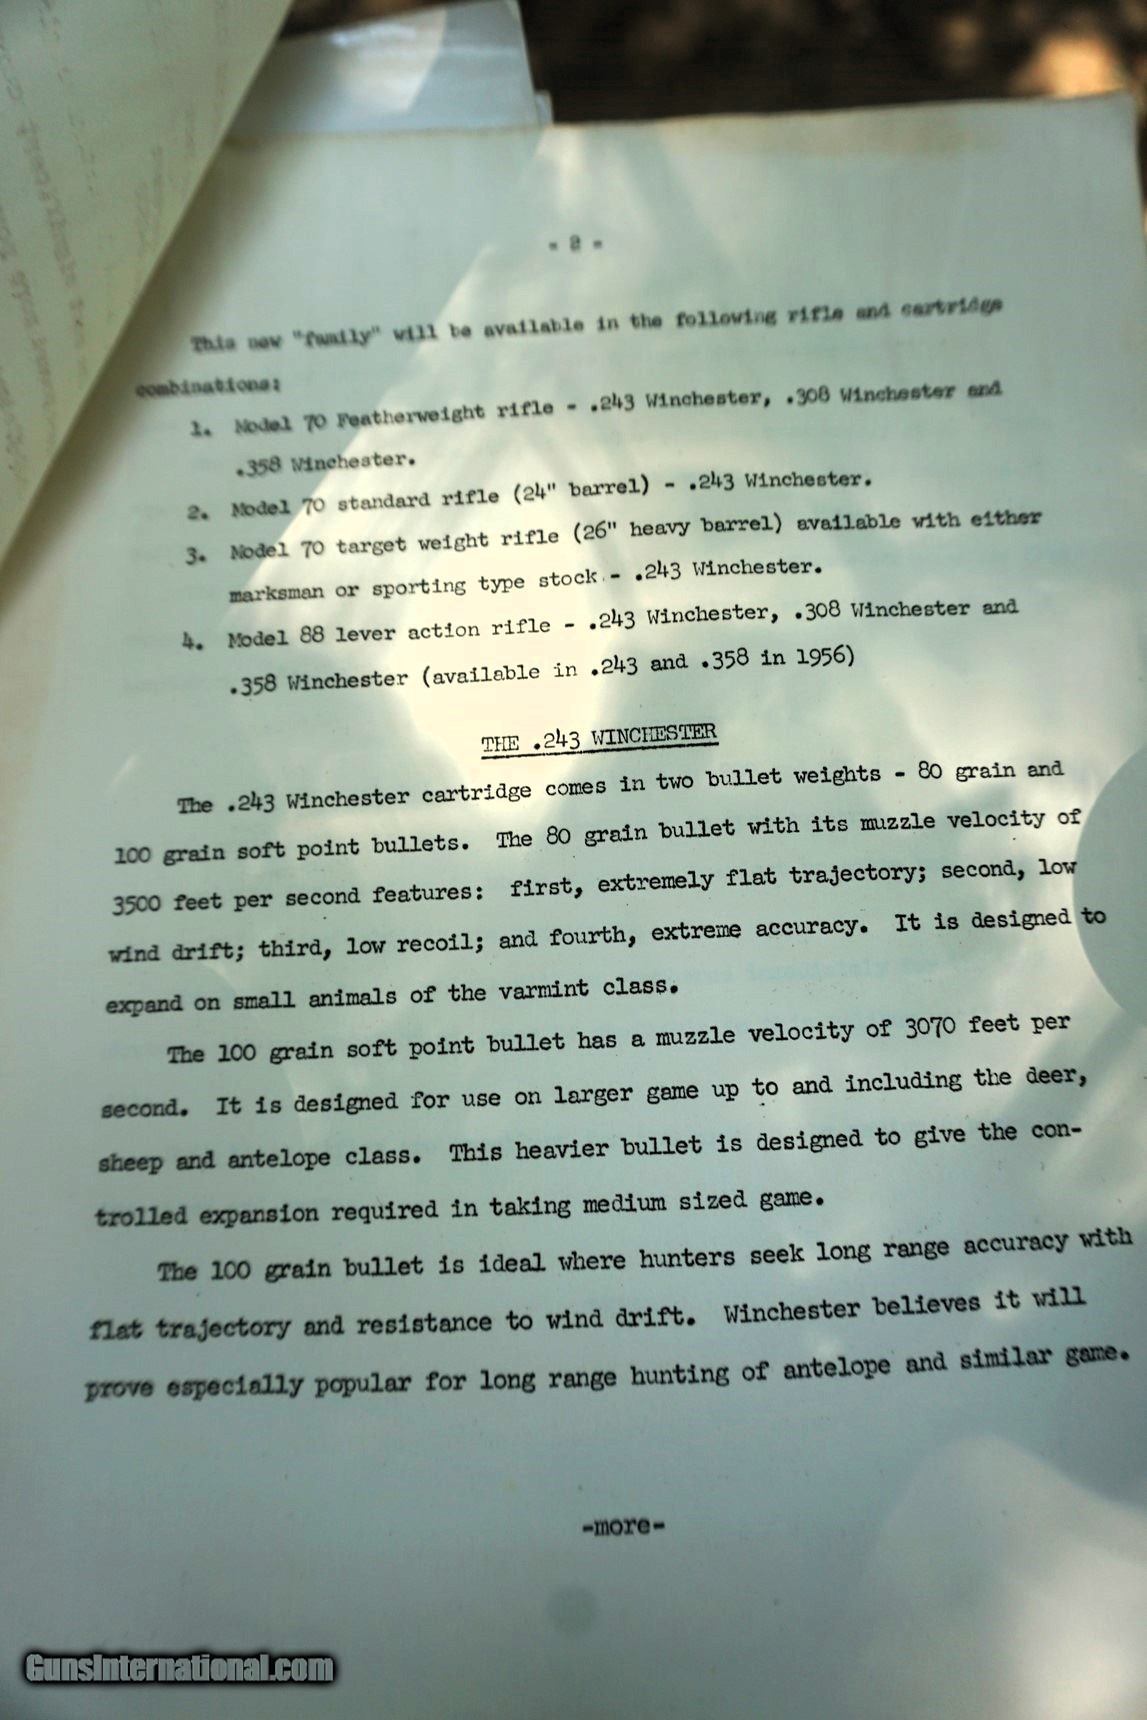 - 2 -
This new "family" will be available in the following rifle and cartridge
combinations:
1. Model 70 Featherweight rifle - .243 Winchester, .308 Winchester and
.358 Winchester.
2. Model 70 standard rifle (24" barrel) - .243 Winchester.
3. Model 70 target weight rifle (26" heavy barrel) available with either
marksman or sporting type stock - .243 Winchester.
4. Model 88 lever action rifle - .243 Winchester, .308 Winchester and
.358 Winchester (available in .243 and .358 in 1956)
THE .243 WINCHESTER
The .243 Winchester cartridge comes in two bullet weights - 80 grain and
100 grain soft point bullets. The 80 grain bullet with its muzzle velocity of
3500 feet per second features: first, extremely flat trajectory; second, low
wind drift; third, low recoil; and fourth, extreme accuracy. It is designed to
expand on small animals of the varmint class.
The 100 grain soft point bullet has a muzzle velocity of 3070 feet per
second. It is designed for use on larger game up to and including the deer,
sheep and antelope class. This heavier bullet is designed to give the con-
trolled expansion required in taking medium sized game.
The 100 grain bullet is ideal where hunters seek long range accuracy with
flat trajectory and resistance to wind drift. Winchester believes it will
prove especially popular for long range hunting of antelope and similar game.
-more-
GunsInternational.com